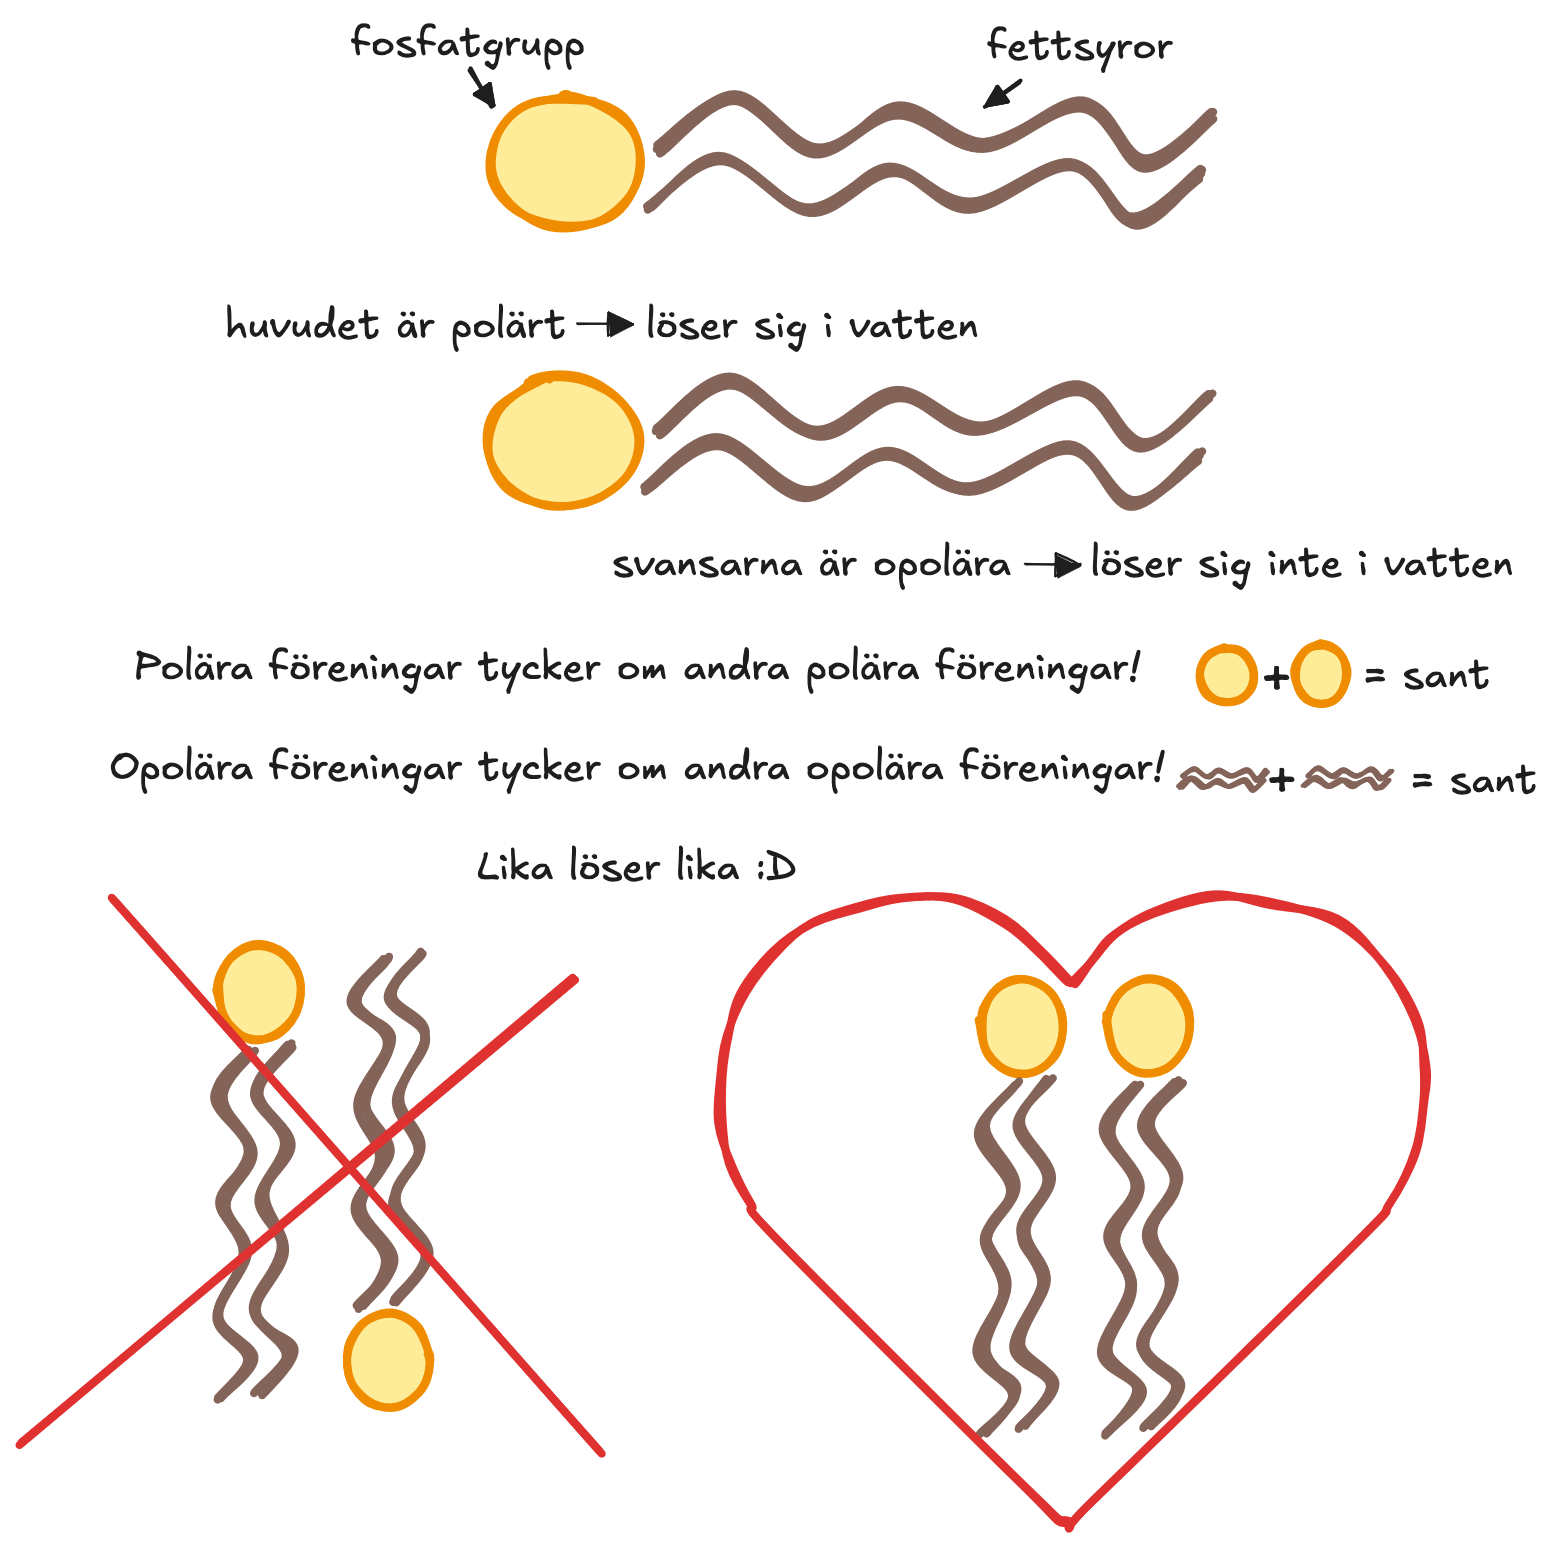 fosfatgrupp
fettsyror
huvudet är polärt → löser sig i vatten
svansarna är opolära → löser sig inte i vatten
Polära föreningar tycker om andra polära föreningar! + = sant
Opolära föreningar tycker om andra opolära föreningar! + = sant
Lika löser lika :D